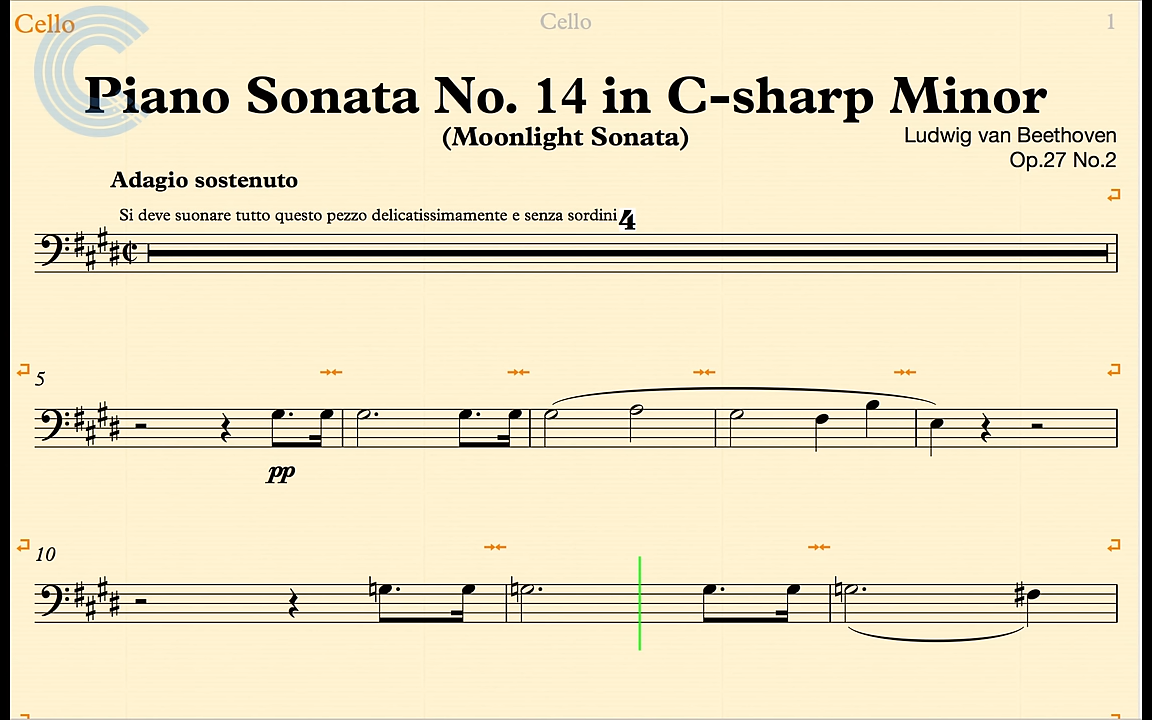 Cello
Cello
1
Piano Sonata No. 14 in C-sharp Minor
(Moonlight Sonata)
Ludwig van Beethoven
Op.27 No.2
Adagio sostenuto
Si deve suonare tutto questo pezzo delicatissimamente e senza sordini
4
5
pp
10